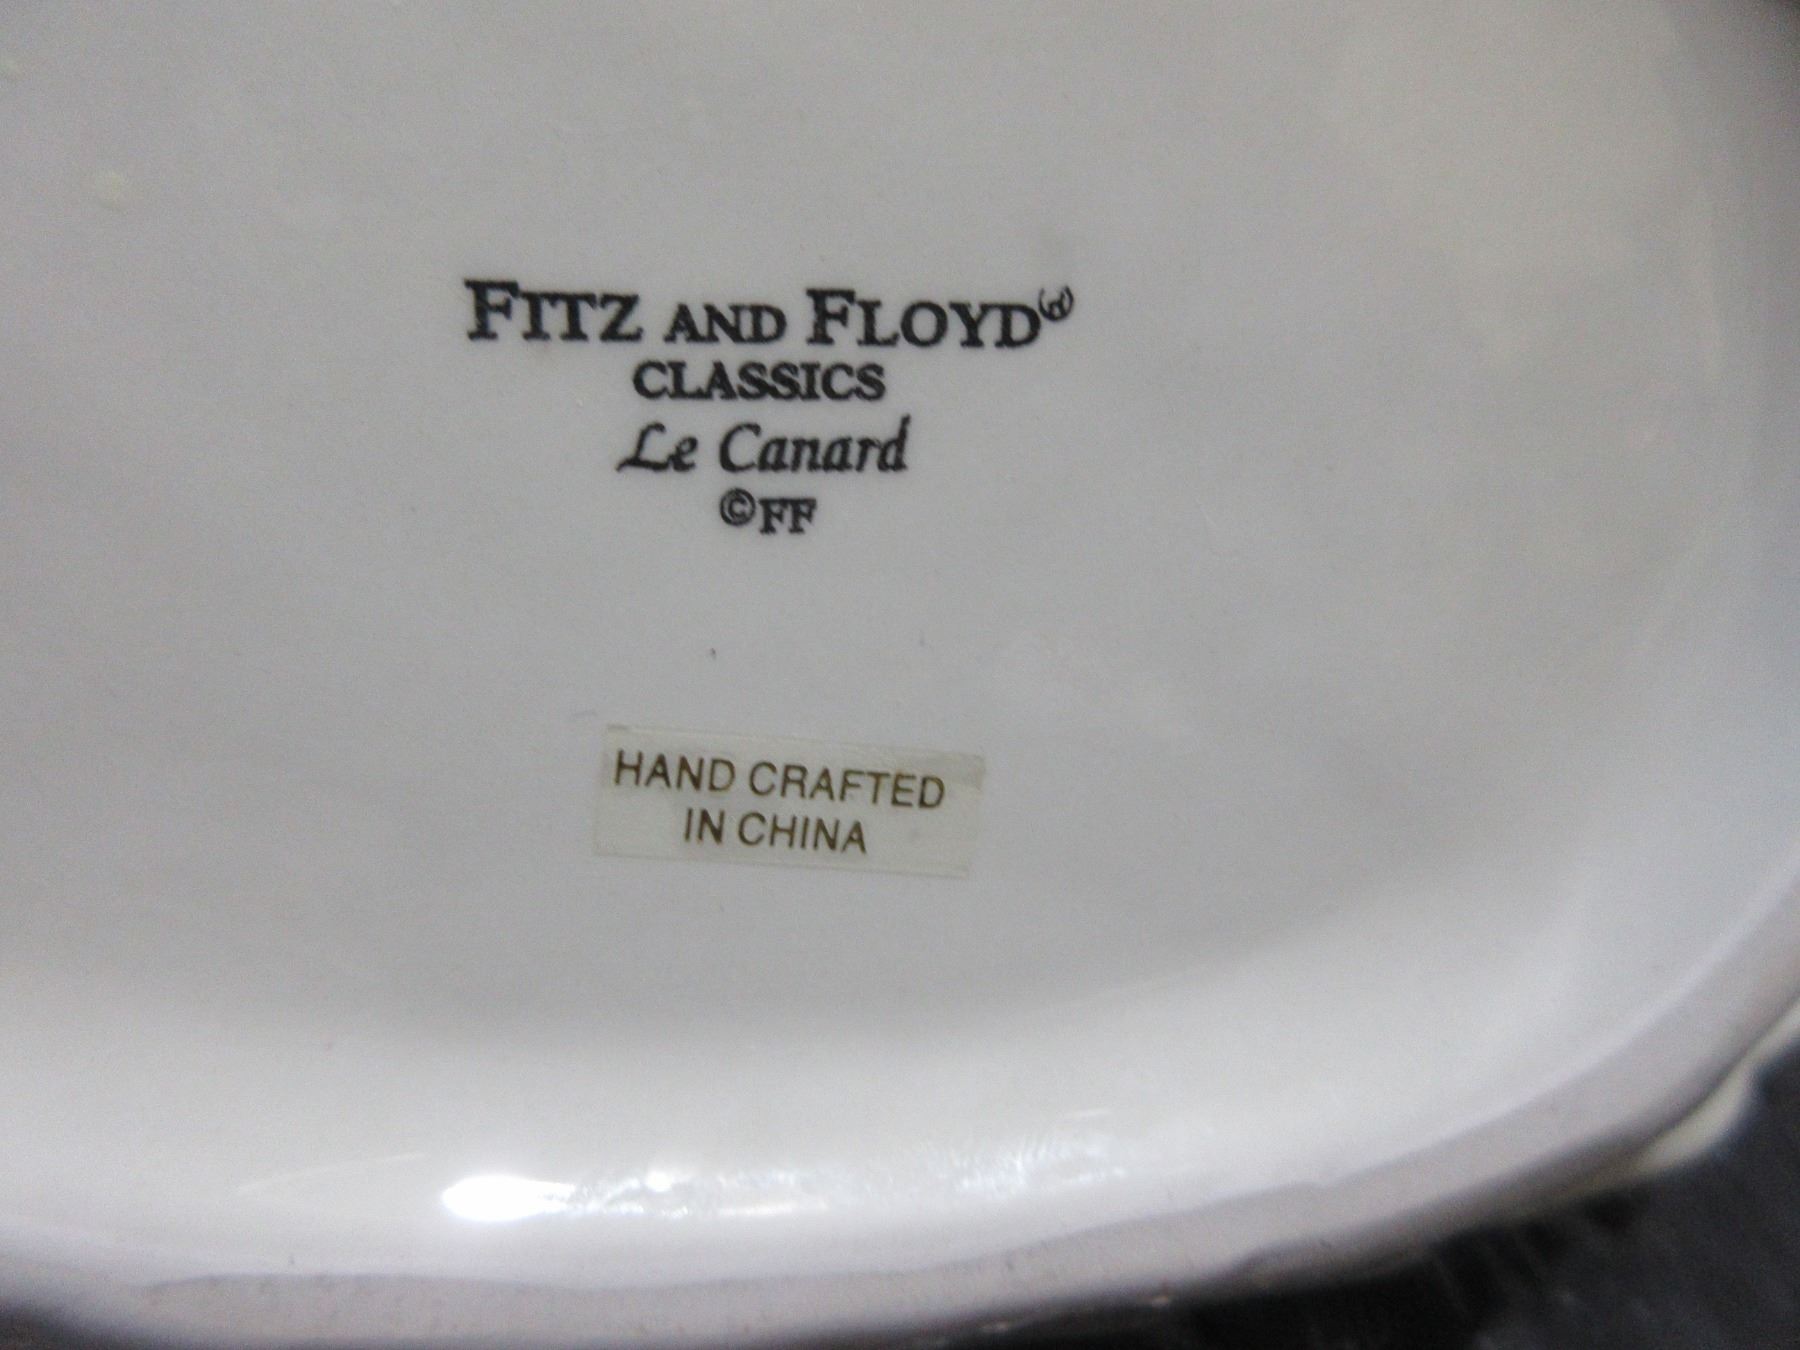 FITZ AND FLOYD®
CLASSICS
Le Canard
©FF
HAND CRAFTED
IN CHINA